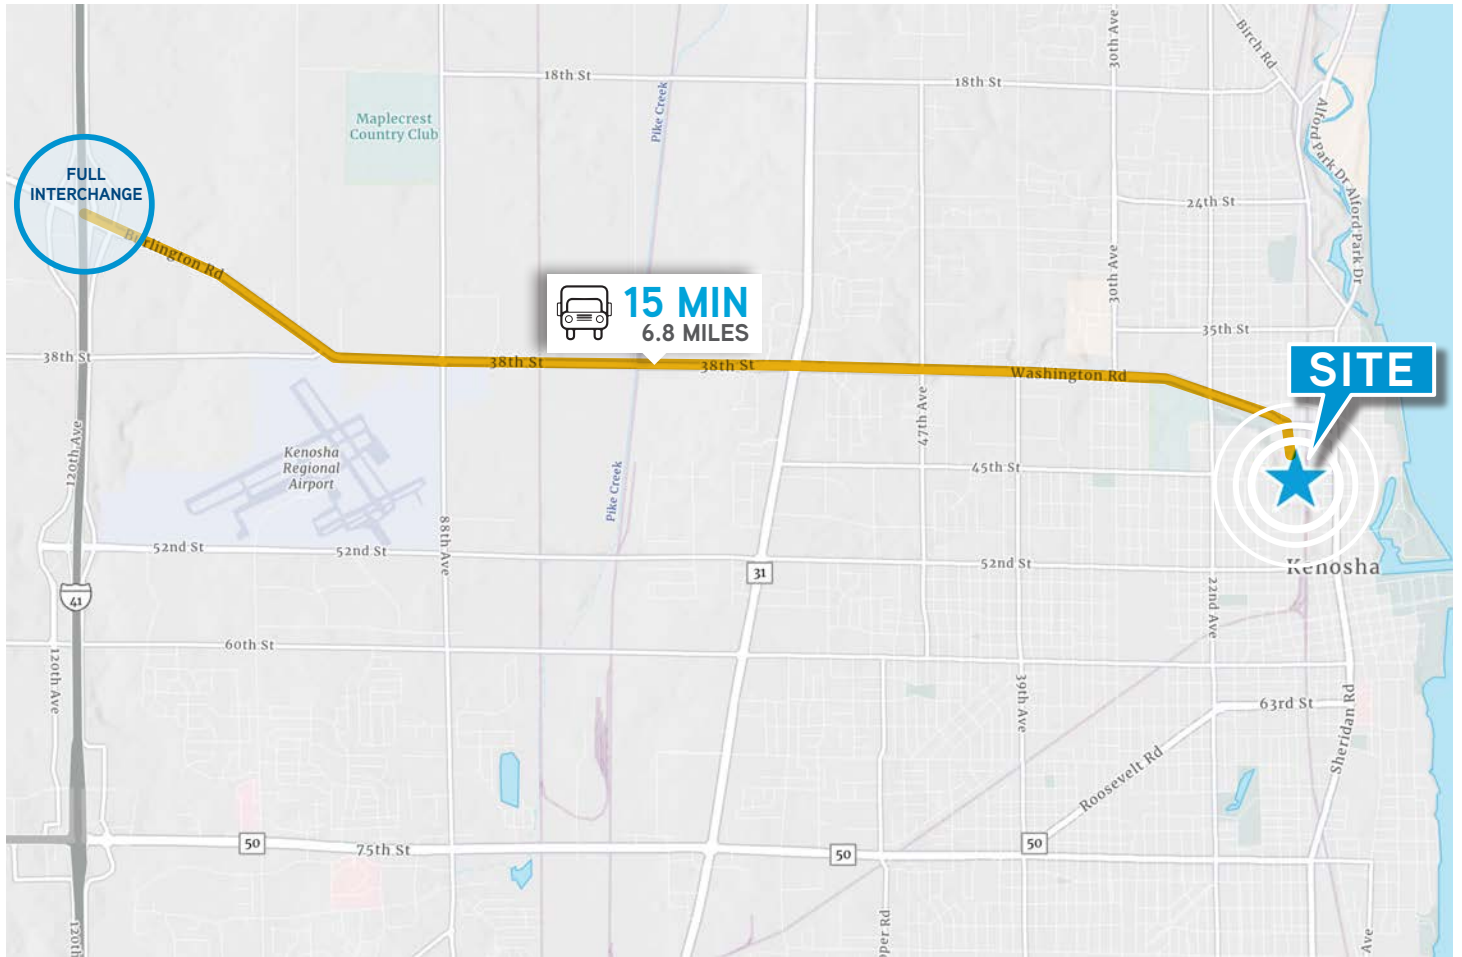 18th St
18th St
30th Ave
Birch Rd
Pike Creek
Maplecrest
Country Club
Alford Park Dr
Alford Park Dr
FULL
INTERCHANGE
24th St
Burlington Rd
30th Ave
15 MIN
6.8 MILES
35th St
38th St
38th St
38th St
Washington Rd
SITE
120th Ave
47th Ave
Kenosha
Regional
Airport
45th St
Pike Creek
88th Ave
52nd St
52nd St
52nd St
Kenosha
31
41
22nd Ave
60th St
120th Ave
39th Ave
63rd St
Sheridan Rd
Roosevelt Rd
50
75th St
50
50
120th
per Rd
Ave